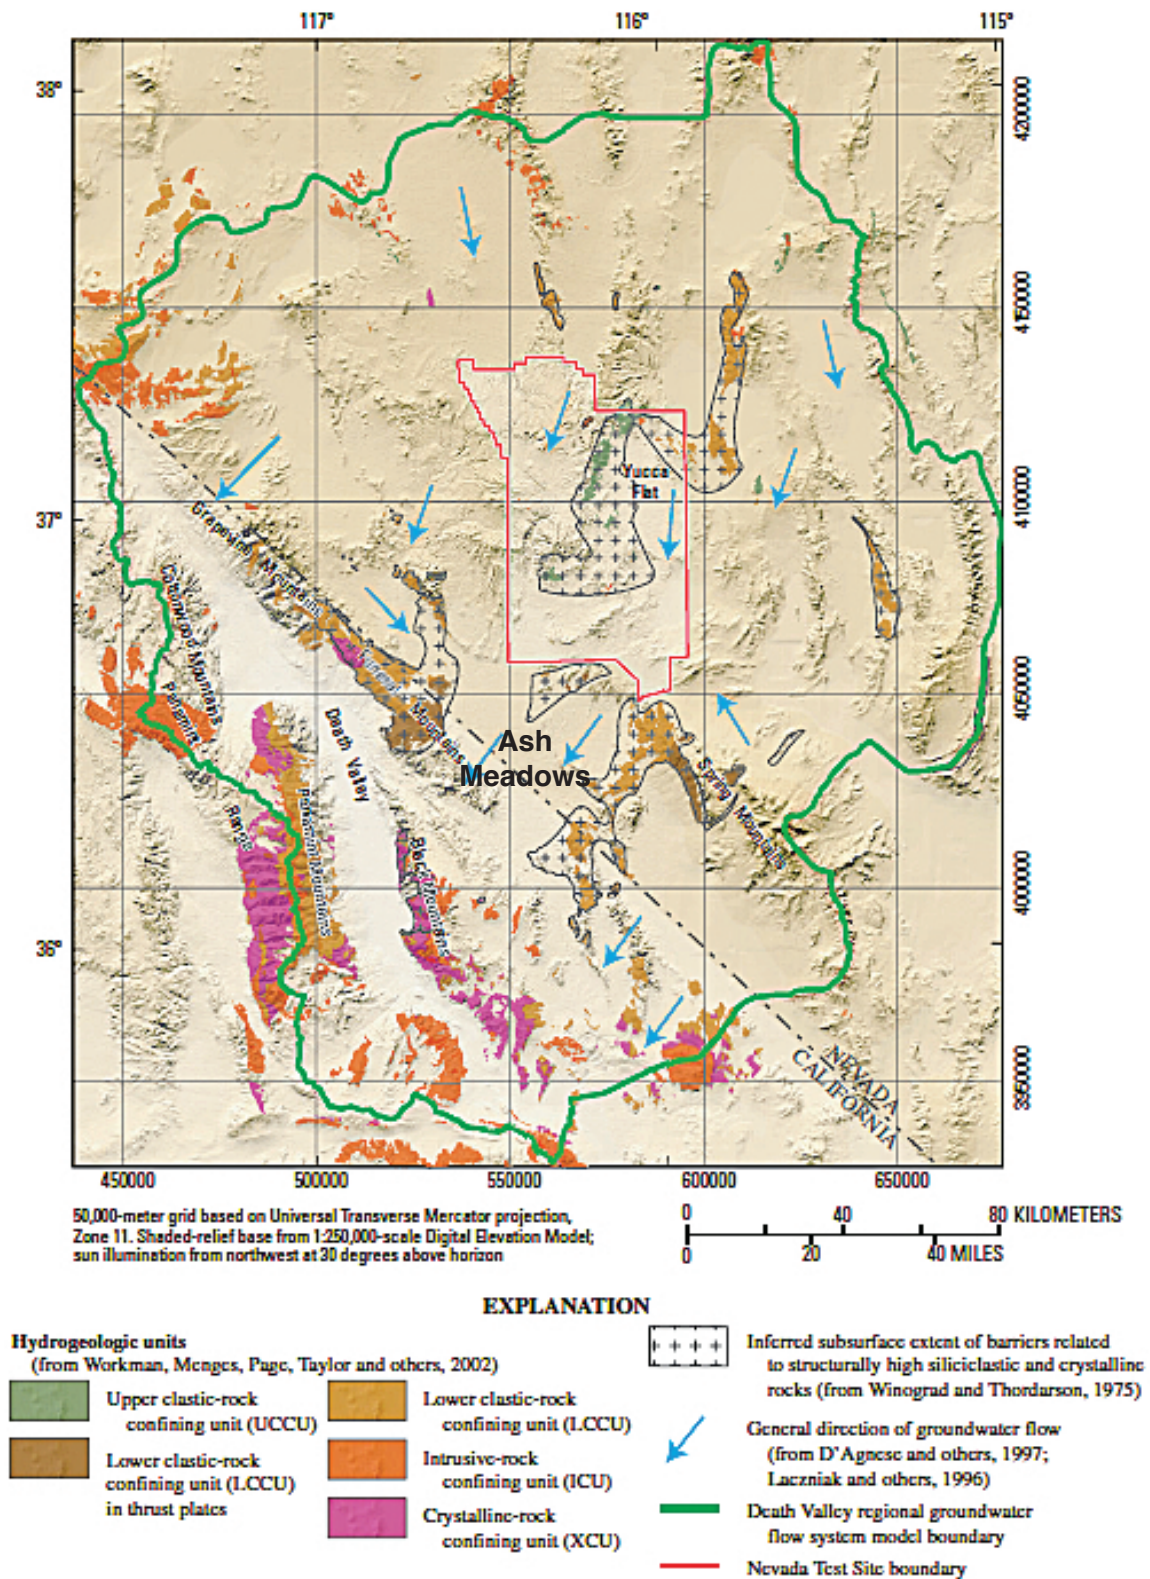 117°
116°
115°
38°
4200000
4150000
Yucca
Flat
4100000
37°
Grapevine Mountains
Cottonwood Mountains
Funeral Mountains
4050000
Panamint
Range
Death Valley
Ash
Meadows
Spring Mountains
Panamint Mountains
Black Mountains
4000000
36°
NEVADA
CALIFORNIA
3950000
450000
500000
550000
600000
650000
50,000-meter grid based on Universal Transverse Mercator projection,
Zone 11. Shaded-relief base from 1:250,000-scale Digital Elevation Model;
sun illumination from northwest at 30 degrees above horizon
0 40 80 KILOMETERS
0 20 40 MILES
EXPLANATION
Hydrogeologic units
(from Workman, Menges, Page, Taylor and others, 2002)
Upper clastic-rock
confining unit (UCCU)
Lower clastic-rock
confining unit (LCCU)
in thrust plates
Lower clastic-rock
confining unit (LCCU)
Intrusive-rock
confining unit (ICU)
Crystalline-rock
confining unit (XCU)
Inferred subsurface extent of barriers related
to structurally high siliciclastic and crystalline
rocks (from Winograd and Thordarson, 1975)
General direction of groundwater flow
(from D'Agnese and others, 1997;
Laczniak and others, 1996)
Death Valley regional groundwater
flow system model boundary
Nevada Test Site boundary